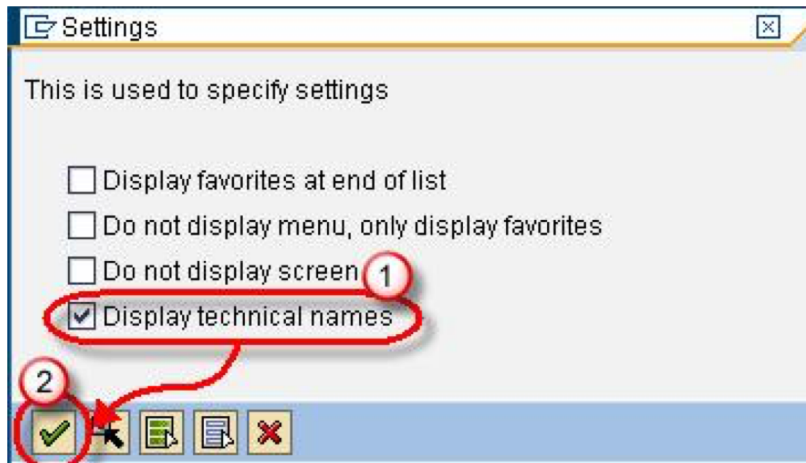 Settings
This is used to specify settings
Display favorites at end of list
Do not display menu, only display favorites
Do not display screen
1
Display technical names
2